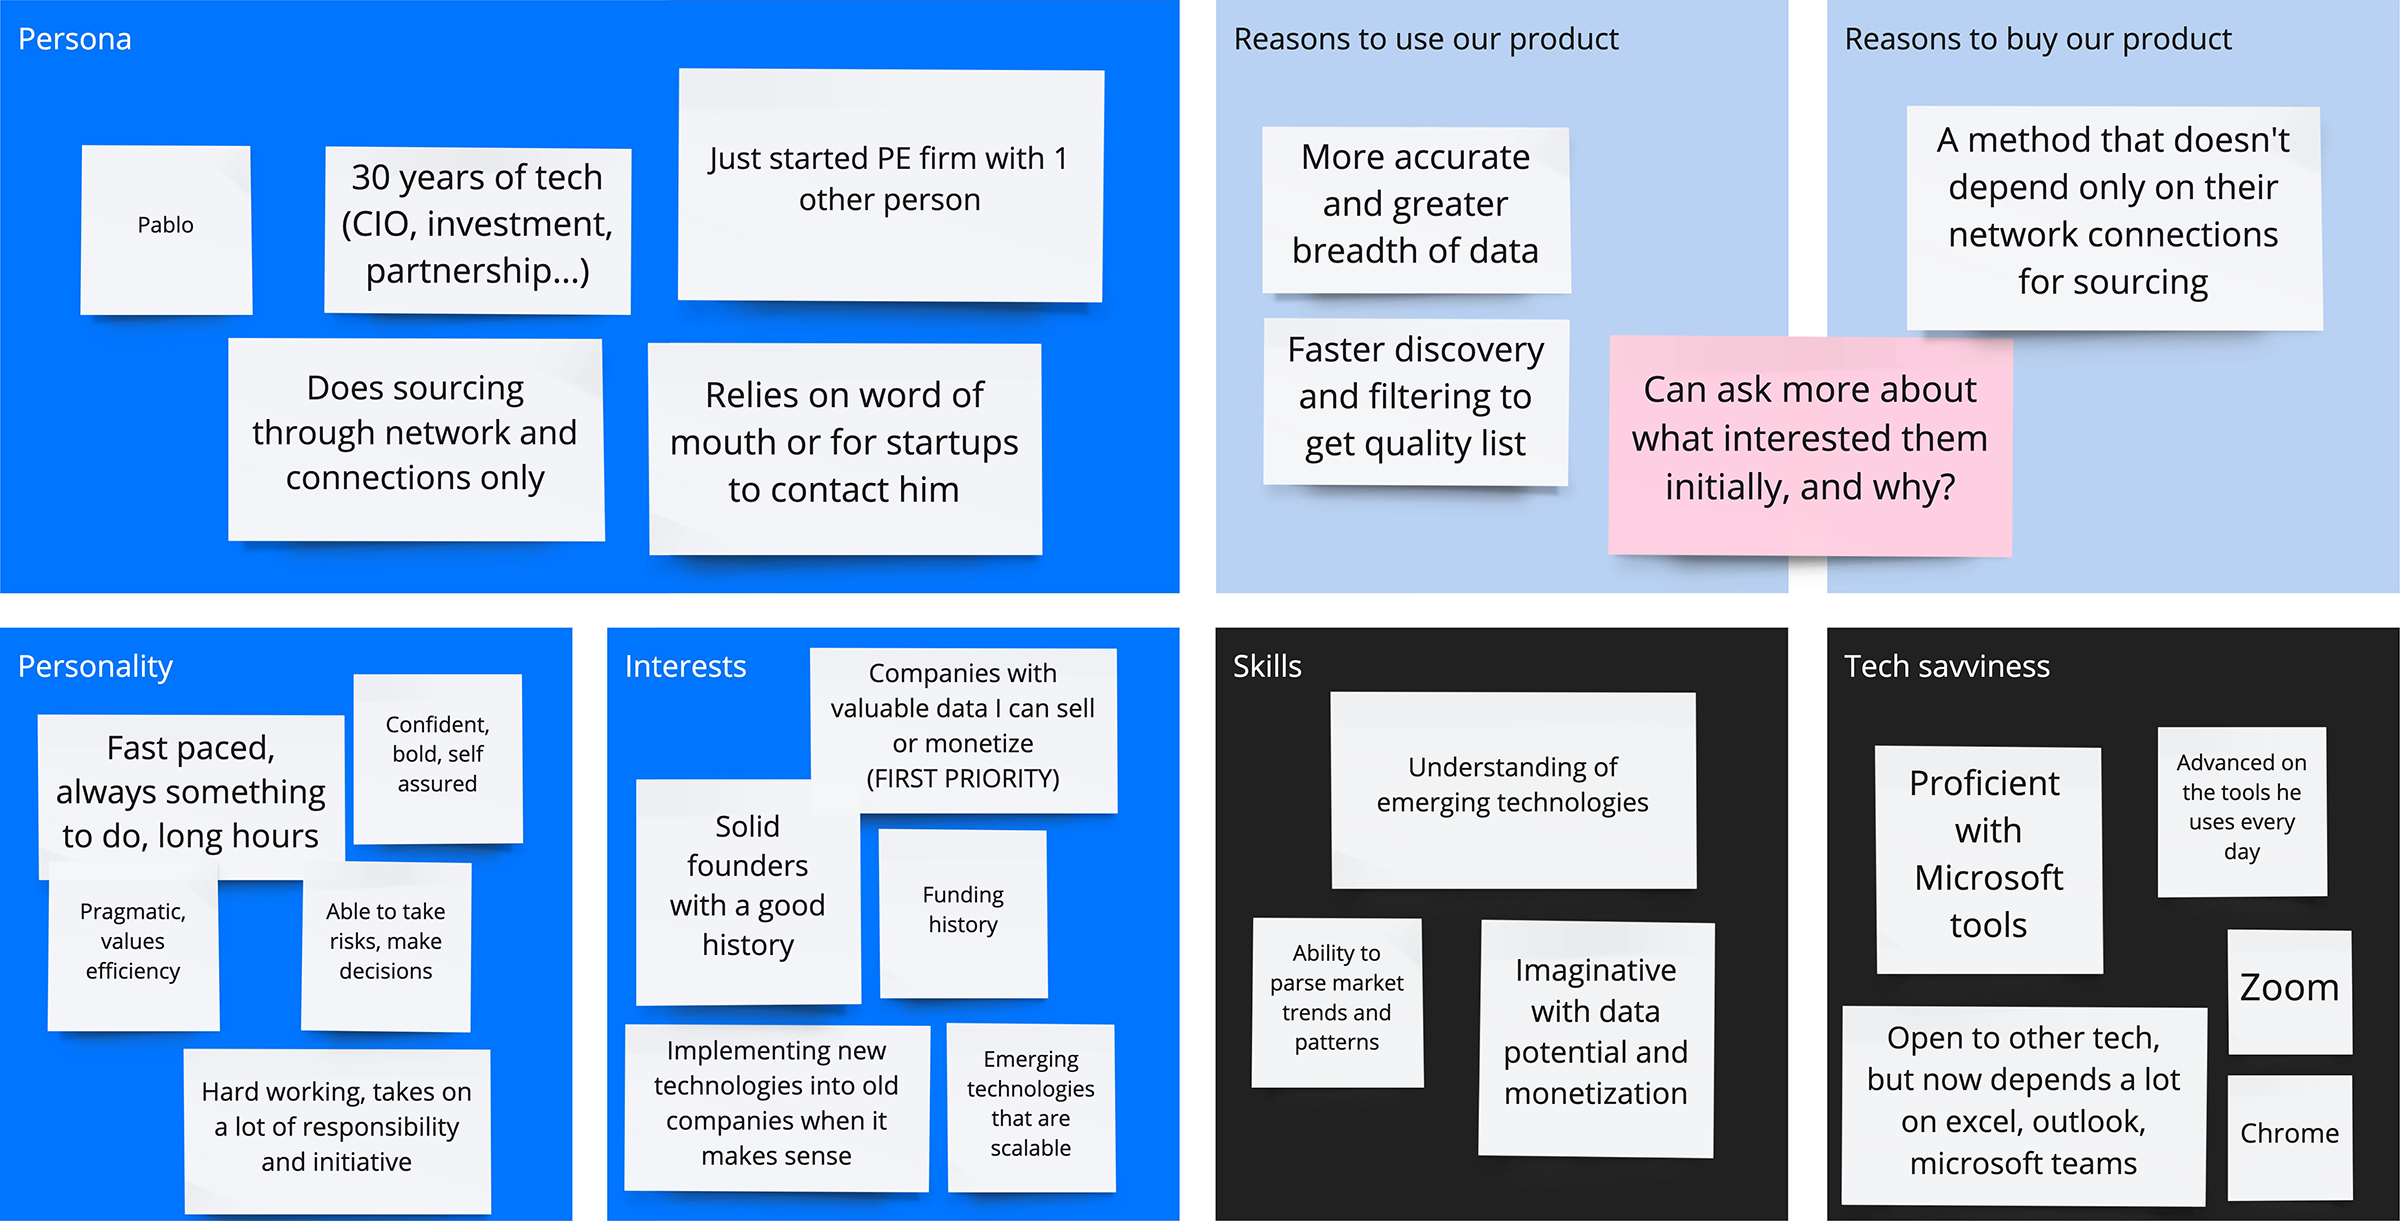 Persona
Pablo
30 years of tech
(CIO, investment,
partnership...)
Just started PE firm with 1
other person
Does sourcing
through network and
connections only
Relies on word of
mouth or for startups
to contact him
Reasons to use our product
More accurate
and greater
breadth of data
Faster discovery
and filtering to
get quality list
Can ask more about
what interested them
initially, and why?
Reasons to buy our product
A method that doesn't
depend only on their
network connections
for sourcing
Personality
Fast paced,
always something
to do, long hours
Confident,
bold, self
assured
Pragmatic,
values
efficiency
Able to take
risks, make
decisions
Hard working, takes on
a lot of responsibility
and initiative
Interests
Companies with
valuable data I can sell
or monetize
(FIRST PRIORITY)
Solid
founders
with a good
history
Funding
history
Implementing new
technologies into old
companies when it
makes sense
Emerging
technologies
that are
scalable
Skills
Understanding of
emerging technologies
Ability to
parse market
trends and
patterns
Imaginative
with data
potential and
monetization
Tech savviness
Proficient
with
Microsoft
tools
Advanced on
the tools he
uses every
day
Zoom
Open to other tech,
but now depends a lot
on excel, outlook,
microsoft teams
Chrome